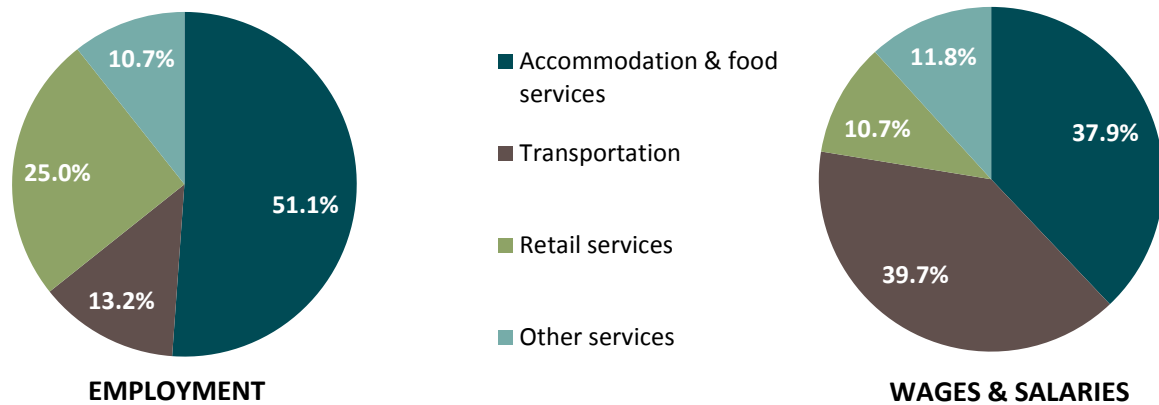 10.7%
25.0%
51.1%
13.2%
EMPLOYMENT
Accommodation & food
services
Transportation
Retail services
Other services
11.8%
10.7%
37.9%
39.7%
WAGES & SALARIES